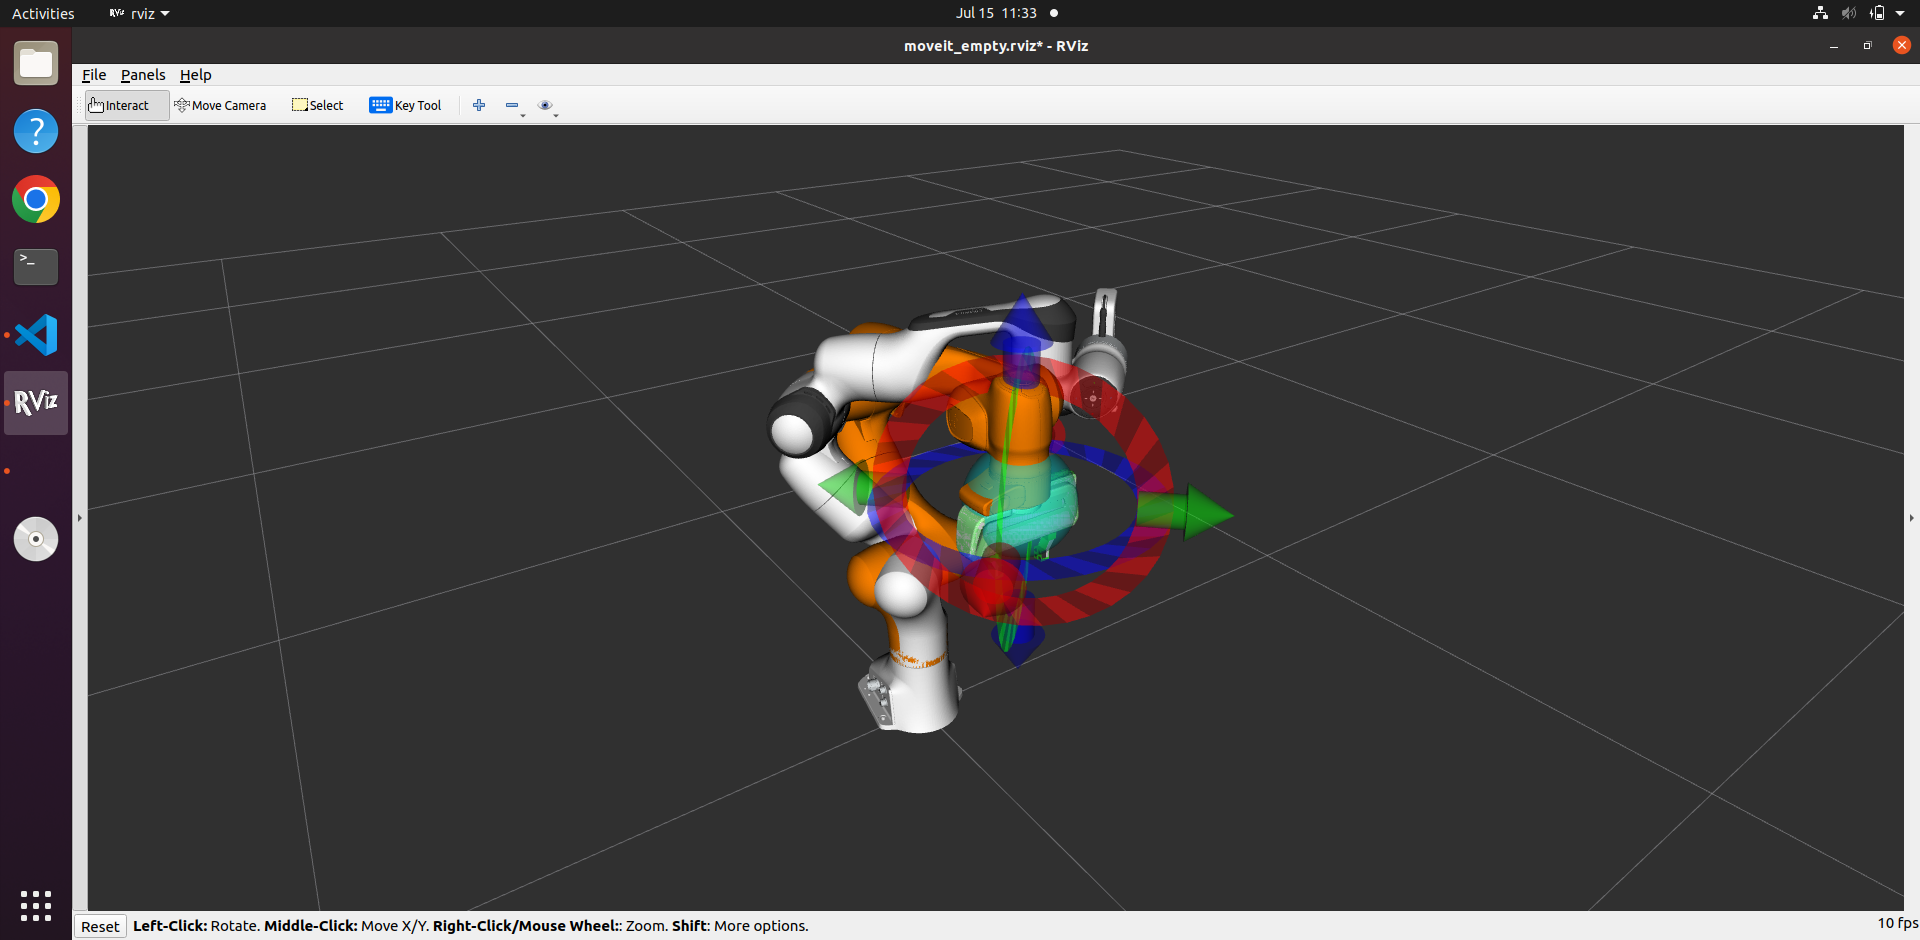 Activities RViz rviz Jul 15 11:33
moveit_empty.rviz* - RViz
File Panels Help
Interact Move Camera Select Key Tool
?
>_
RViz
Reset Left-Click: Rotate. Middle-Click: Move X/Y. Right-Click/Mouse Wheel:: Zoom. Shift: More options. 10 fps